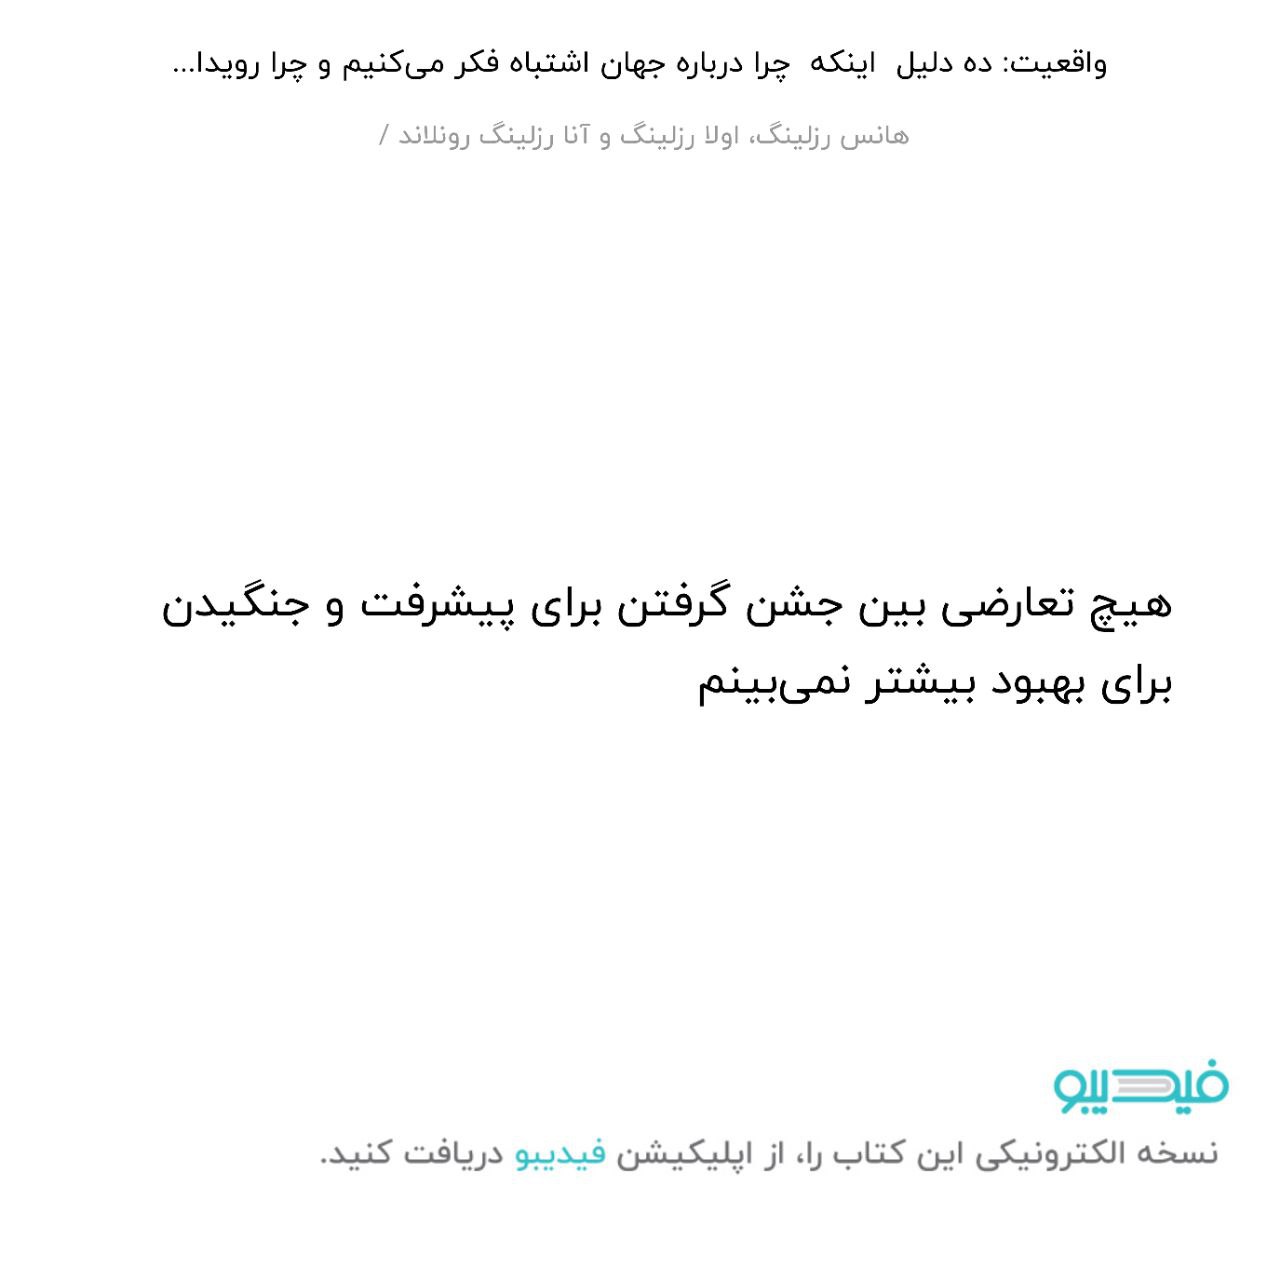 واقعیت: ده دلیل اینکه چرا درباره جهان اشتباه فکر می‌کنیم و چرا رویدا...
هانس رزلینگ، اولا رزلینگ و آنا رزلینگ رونلاند /
هیچ تعارضی بین جشن گرفتن برای پیشرفت و جنگیدن
برای بهبود بیشتر نمی‌بینم
فیدیبو
نسخه الکترونیکی این کتاب را، از اپلیکیشن فیدیبو دریافت کنید.